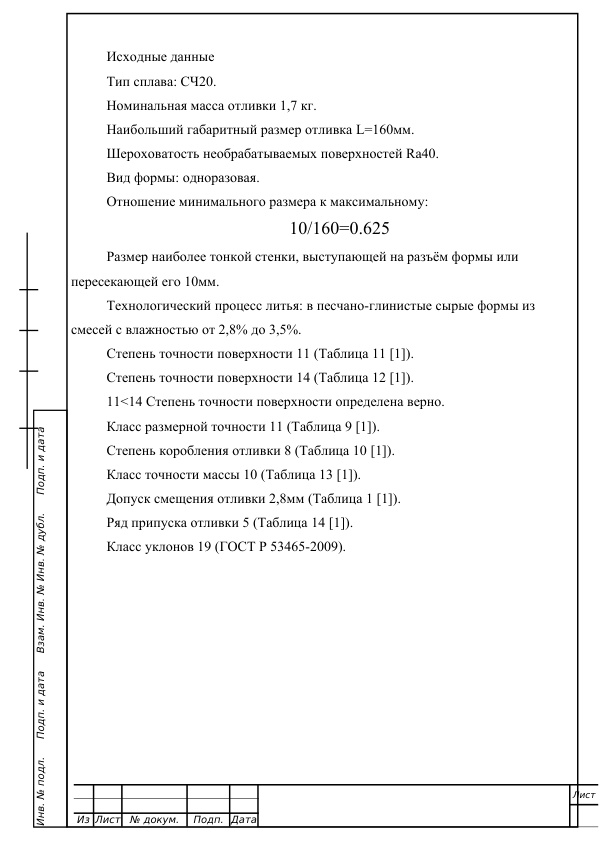 Исходные данные
Тип сплава: СЧ20.
Номинальная масса отливки 1,7 кг.
Наибольший габаритный размер отливка L=160мм.
Шероховатость необрабатываемых поверхностей Ra40.
Вид формы: одноразовая.
Отношение минимального размера к максимальному:
10/160=0.625
Размер наиболее тонкой стенки, выступающей на разъём формы или
пересекающей его 10мм.
Технологический процесс литья: в песчано-глинистые сырые формы из
смесей с влажностью от 2,8% до 3,5%.
Степень точности поверхности 11 (Таблица 11 [1]).
Степень точности поверхности 14 (Таблица 12 [1]).
11<14 Степень точности поверхности определена верно.
Класс размерной точности 11 (Таблица 9 [1]).
Степень коробления отливки 8 (Таблица 10 [1]).
Класс точности массы 10 (Таблица 13 [1]).
Допуск смещения отливки 2,8мм (Таблица 1 [1]).
Ряд припуска отливки 5 (Таблица 14 [1]).
Класс уклонов 19 (ГОСТ Р 53465-2009).
Подп. и дата
Взам. Инв. № Инв. № дубл.
Подп. и дата
Инв. № подл.
Из Лист № докум. Подп. Дата
Лист